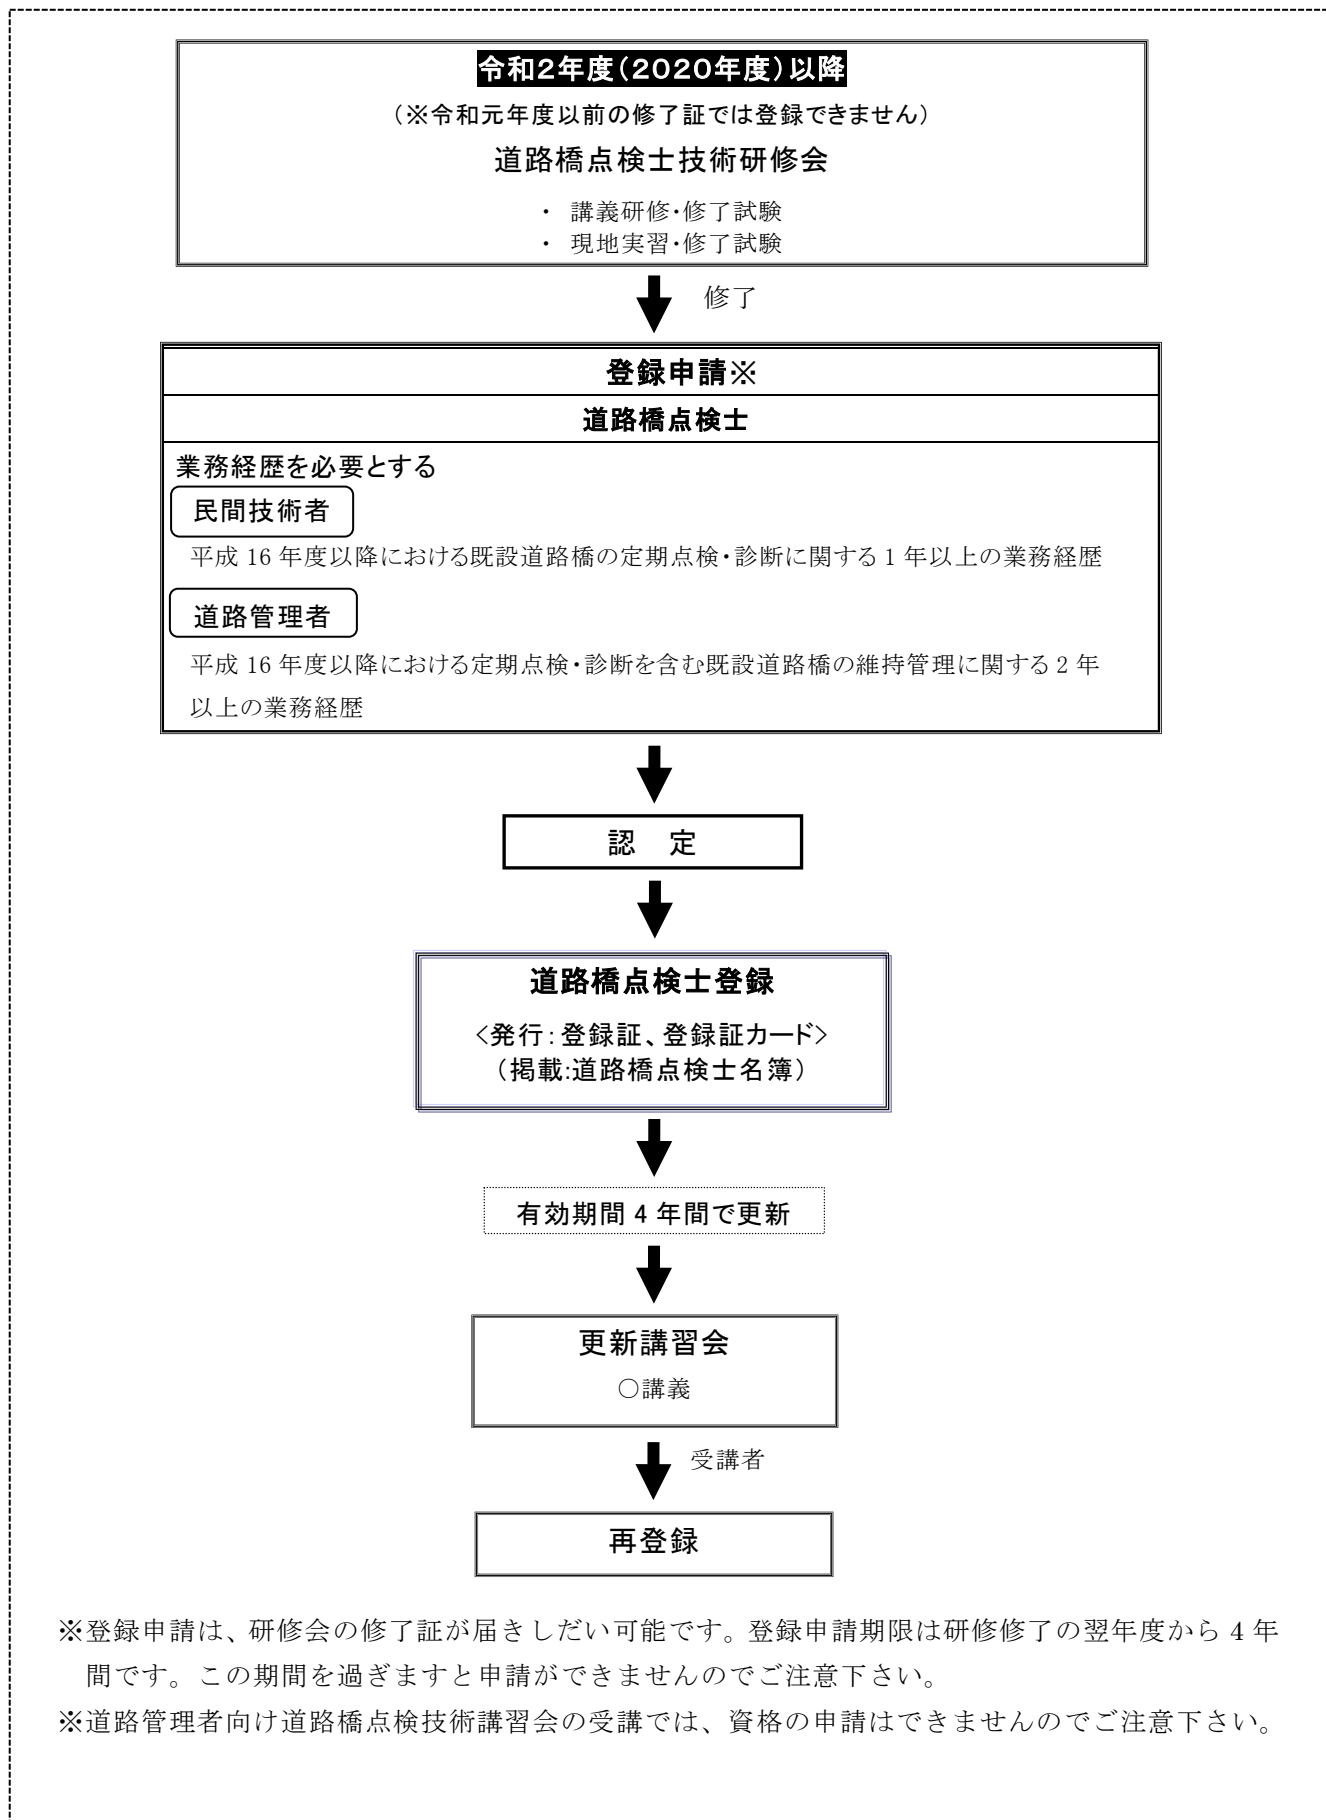 令和2年度（2020年度）以降
（※令和元年度以前の修了証では登録できません）
道路橋点検士技術研修会
・ 講義研修・修了試験
・ 現地実習・修了試験
修了
登録申請※
道路橋点検士
業務経歴を必要とする
民間技術者
平成 16 年度以降における既設道路橋の定期点検・診断に関する 1 年以上の業務経歴
道路管理者
平成 16 年度以降における定期点検・診断を含む既設道路橋の維持管理に関する 2 年
以上の業務経歴
認　定
道路橋点検士登録
<発行：登録証、登録証カード>
（掲載:道路橋点検士名簿）
有効期間 4 年間で更新
更新講習会
○講義
受講者
再登録
※登録申請は、研修会の修了証が届きしだい可能です。登録申請期限は研修修了の翌年度から 4 年
間です。この期間を過ぎますと申請ができませんのでご注意下さい。
※道路管理者向け道路橋点検技術講習会の受講では、資格の申請はできませんのでご注意下さい。